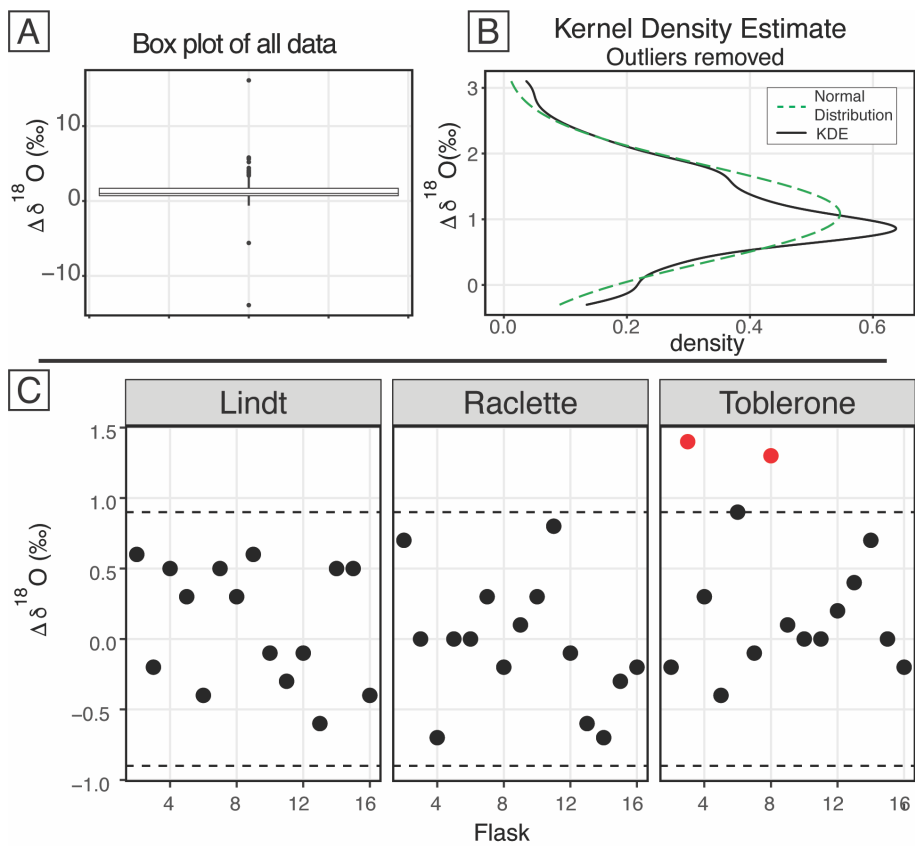 A
Box plot of all data
10
0
−10
Δ δ ¹⁸ O (‰)
B
Kernel Density Estimate
Outliers removed
Normal
Distribution
KDE
3
2
1
0
Δ δ ¹⁸ O(‰)
0.0 0.2 0.4 0.6
density
C
Lindt Raclette Toblerone
1.5
1.0
0.5
0.0
−0.5
−1.0
Δ δ ¹⁸ O (‰)
4 8 12 16 4 8 12 16 4 8 12 16
Flask